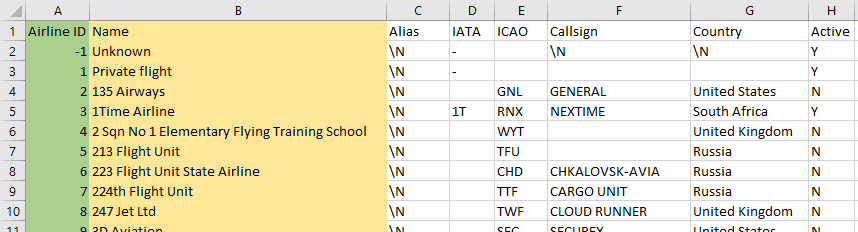 A B C D E F G H
1 Airline ID Name Alias IATA ICAO Callsign Country Active
2 -1 Unknown \N - \N \N Y
3 1 Private flight \N - Y
4 2 135 Airways \N GNL GENERAL United States N
5 3 1Time Airline \N 1T RNX NEXTIME South Africa Y
6 4 2 Sqn No 1 Elementary Flying Training School \N WYT United Kingdom N
7 5 213 Flight Unit \N TFU Russia N
8 6 223 Flight Unit State Airline \N CHD CHKALOVSK-AVIA Russia N
9 7 224th Flight Unit \N TTF CARGO UNIT Russia N
10 8 247 Jet Ltd \N TWF CLOUD RUNNER United Kingdom N
11 9 3D Aviation \N SEC SECUREX United States N